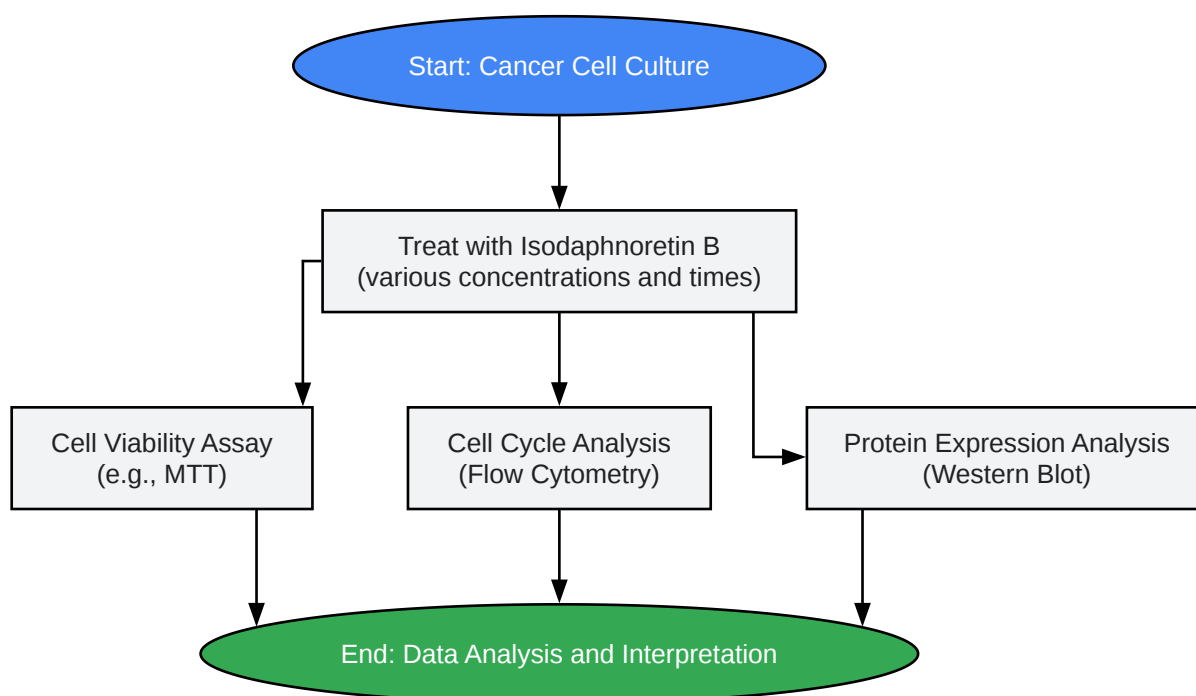 Start: Cancer Cell Culture
Treat with Isodaphnoretin B
(various concentrations and times)
Cell Viability Assay
(e.g., MTT)
Cell Cycle Analysis
(Flow Cytometry)
Protein Expression Analysis
(Western Blot)
End: Data Analysis and Interpretation